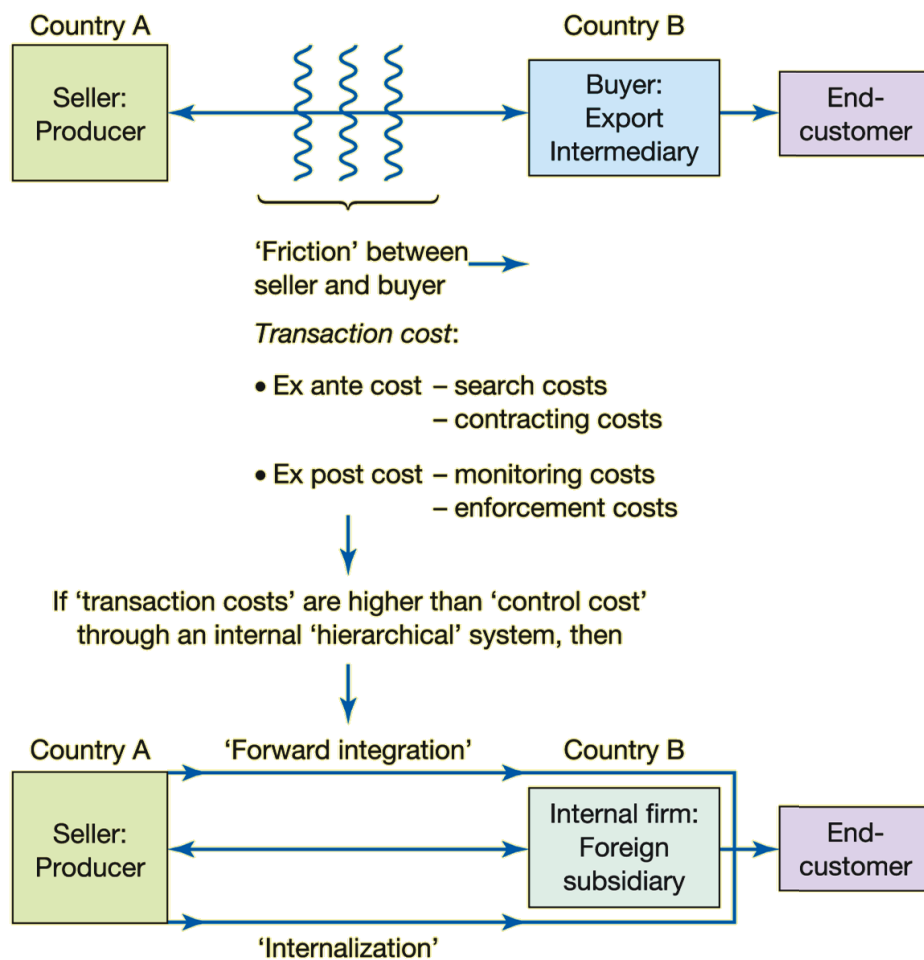 Country A
Country B
Seller:
Producer
Buyer:
Export
Intermediary
End-
customer
‘Friction’ between
seller and buyer
Transaction cost:
• Ex ante cost – search costs
– contracting costs
• Ex post cost – monitoring costs
– enforcement costs
If ‘transaction costs’ are higher than ‘control cost’
through an internal ‘hierarchical’ system, then
Country A
‘Forward integration’
Country B
Seller:
Producer
Internal firm:
Foreign
subsidiary
End-
customer
‘Internalization’